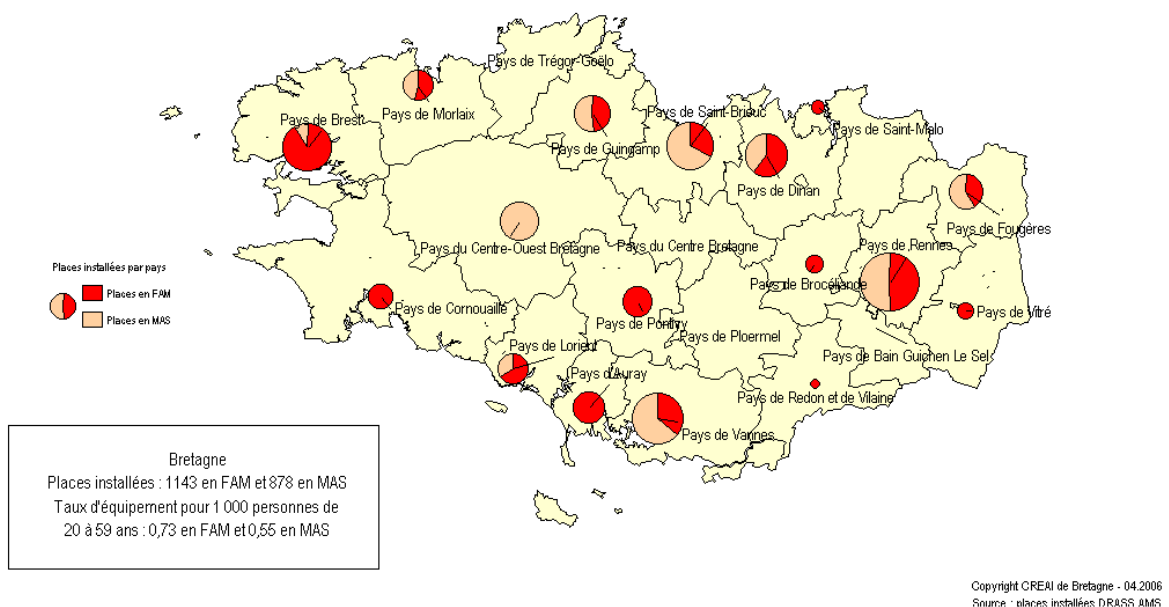 Pays de Trégor-Goëlo
Pays de Morlaix
Pays de Saint-Brieuc
Pays de Brest
Pays de Saint-Malo
Pays de Guingamp
Pays de Dinan
Pays de Fougères
Pays du Centre-Ouest Bretagne
Pays du Centre Bretagne
Pays de Rennes
Places installées par pays
Places en FAM
Places en MAS
Pays de Brocéliande
Pays de Cornouaille
Pays de Vitré
Pays de Pontivy
Pays de Ploermel
Pays de Lorient
Pays de Bain Guichen Le Sel
Pays d'Auray
Pays de Redon et de Vilaine
Pays de Vannes
Bretagne
Places installées : 1143 en FAM et 878 en MAS
Taux d'équipement pour 1 000 personnes de
20 à 59 ans : 0,73 en FAM et 0,55 en MAS
Copyright CREAI de Bretagne - 04.2006
Source : places installées DRASS AMS